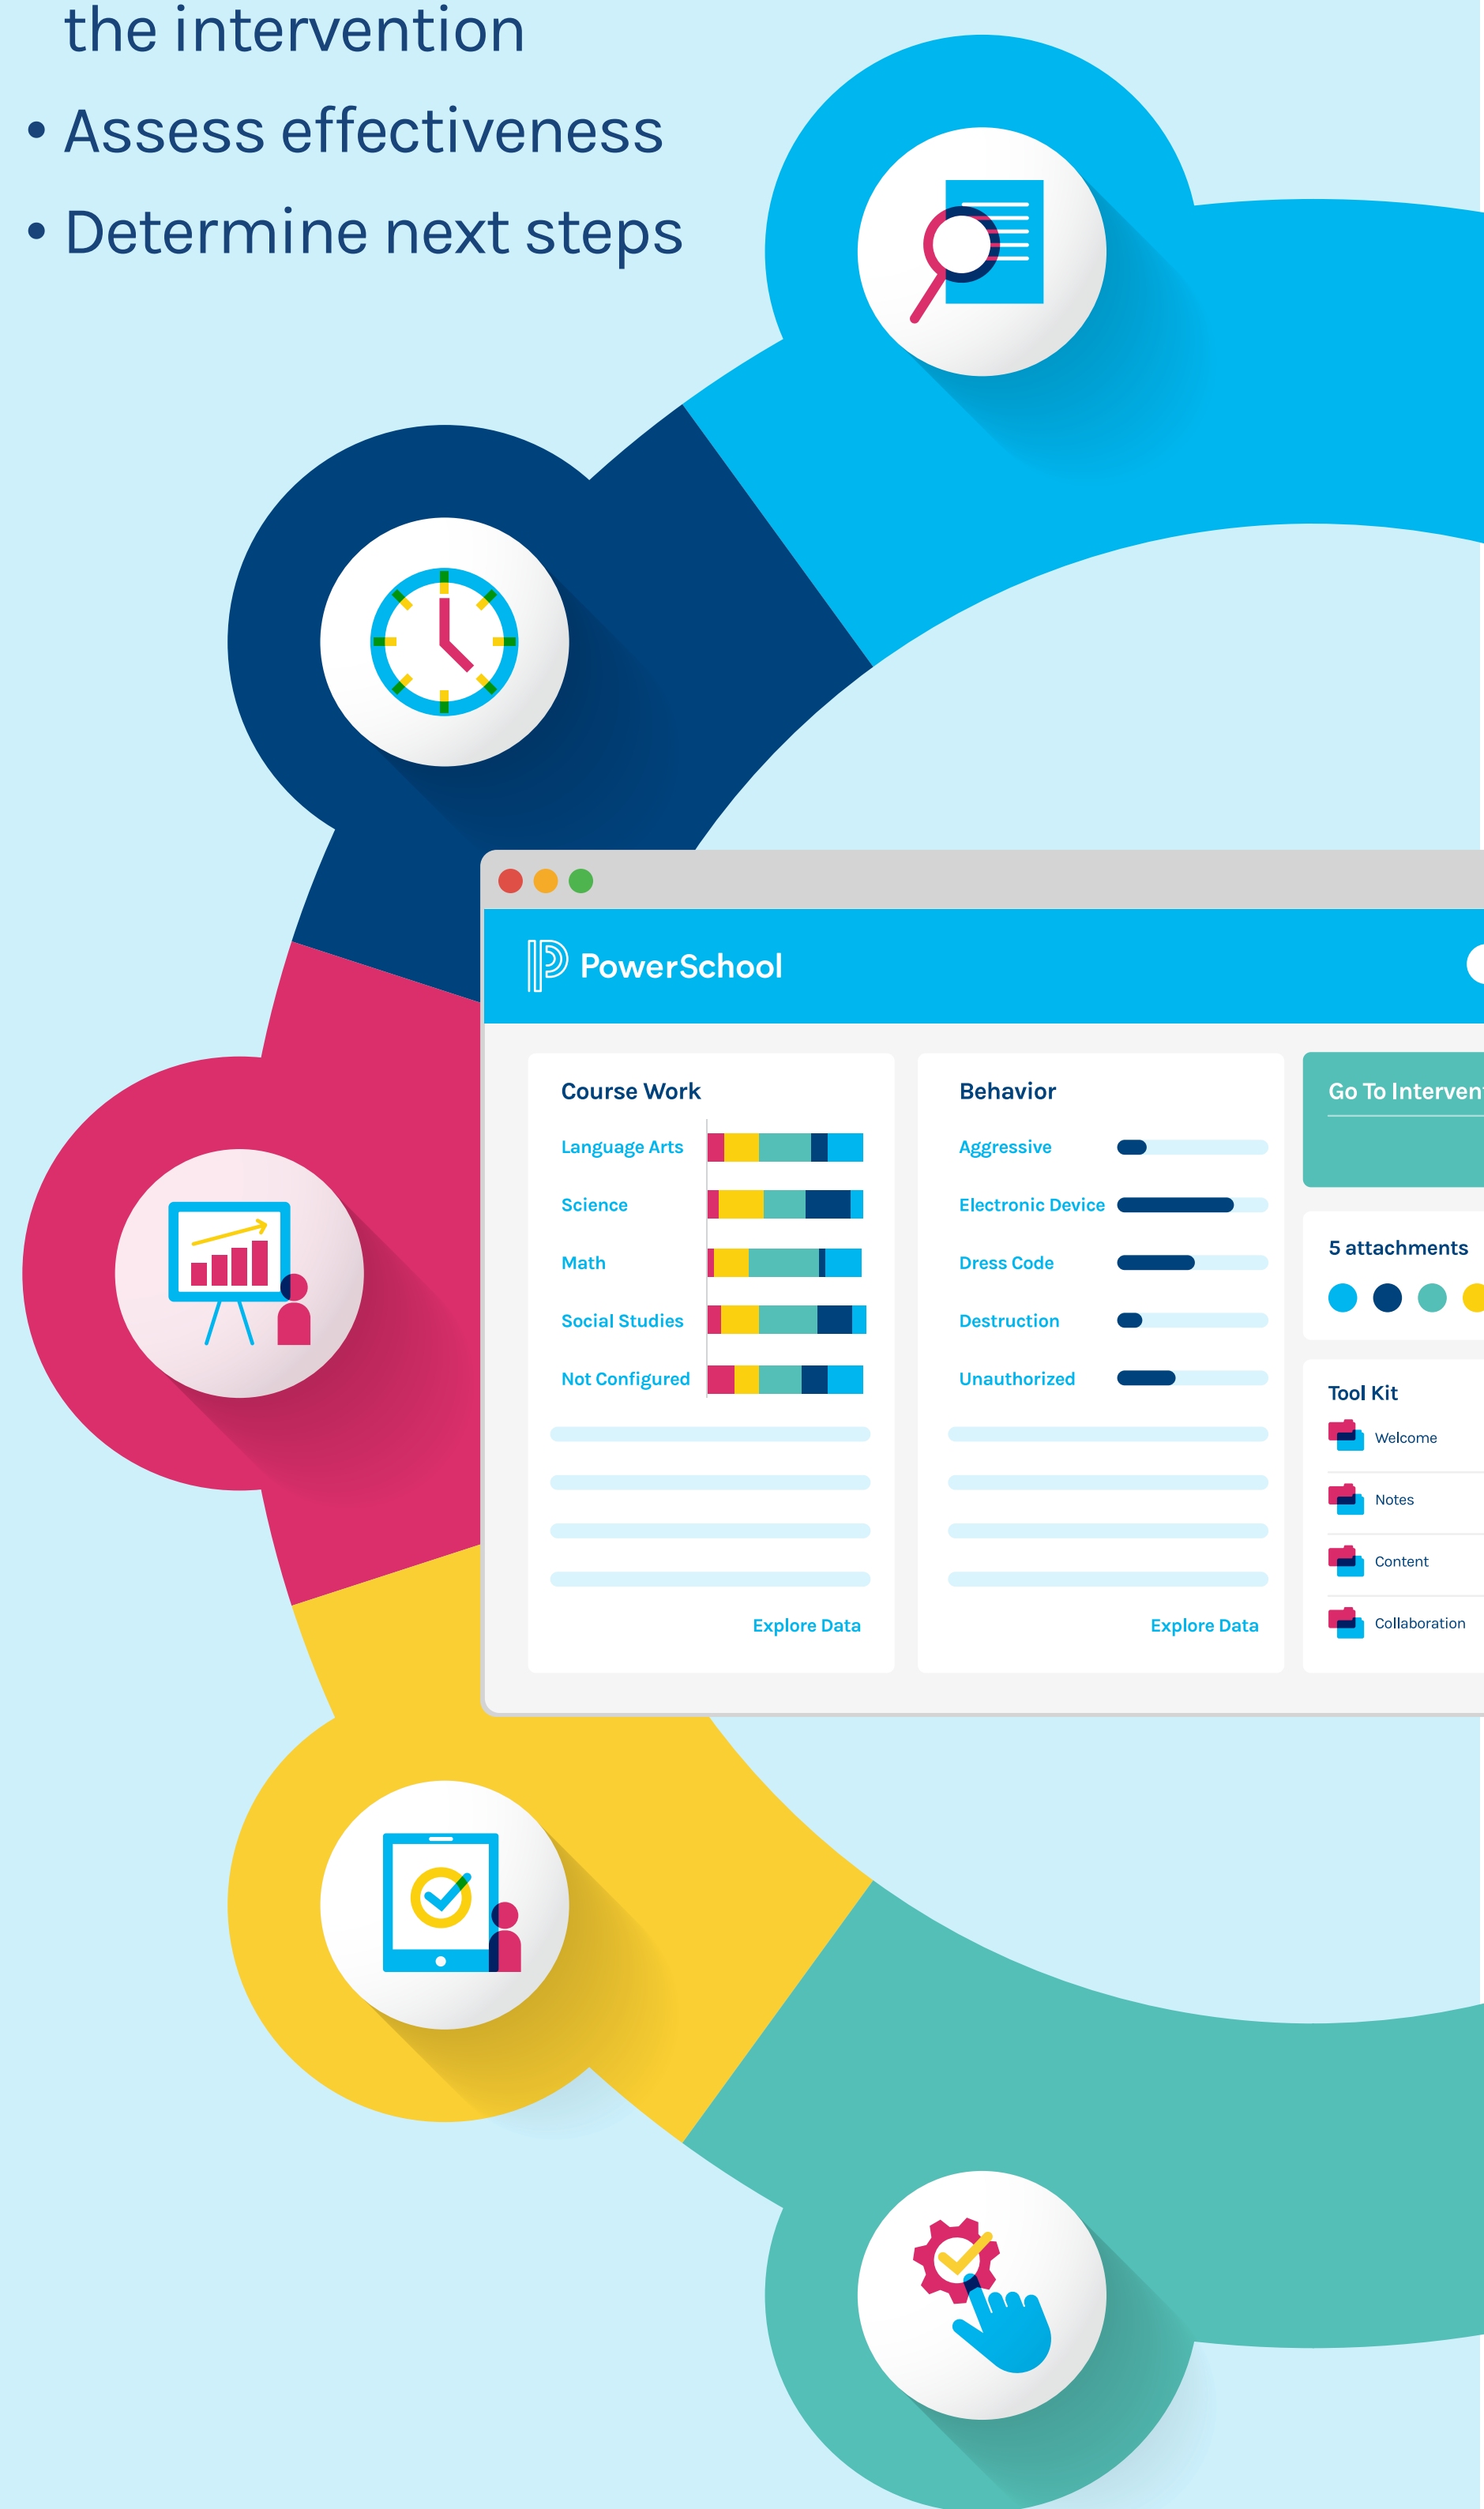 the intervention
• Assess effectiveness
• Determine next steps
PowerSchool
Course Work
Language Arts
Science
Math
Social Studies
Not Configured
Explore Data
Behavior
Aggressive
Electronic Device
Dress Code
Destruction
Unauthorized
Explore Data
Go To
5 attachments
Tool Kit
Welcome
Notes
Content
Collaboration